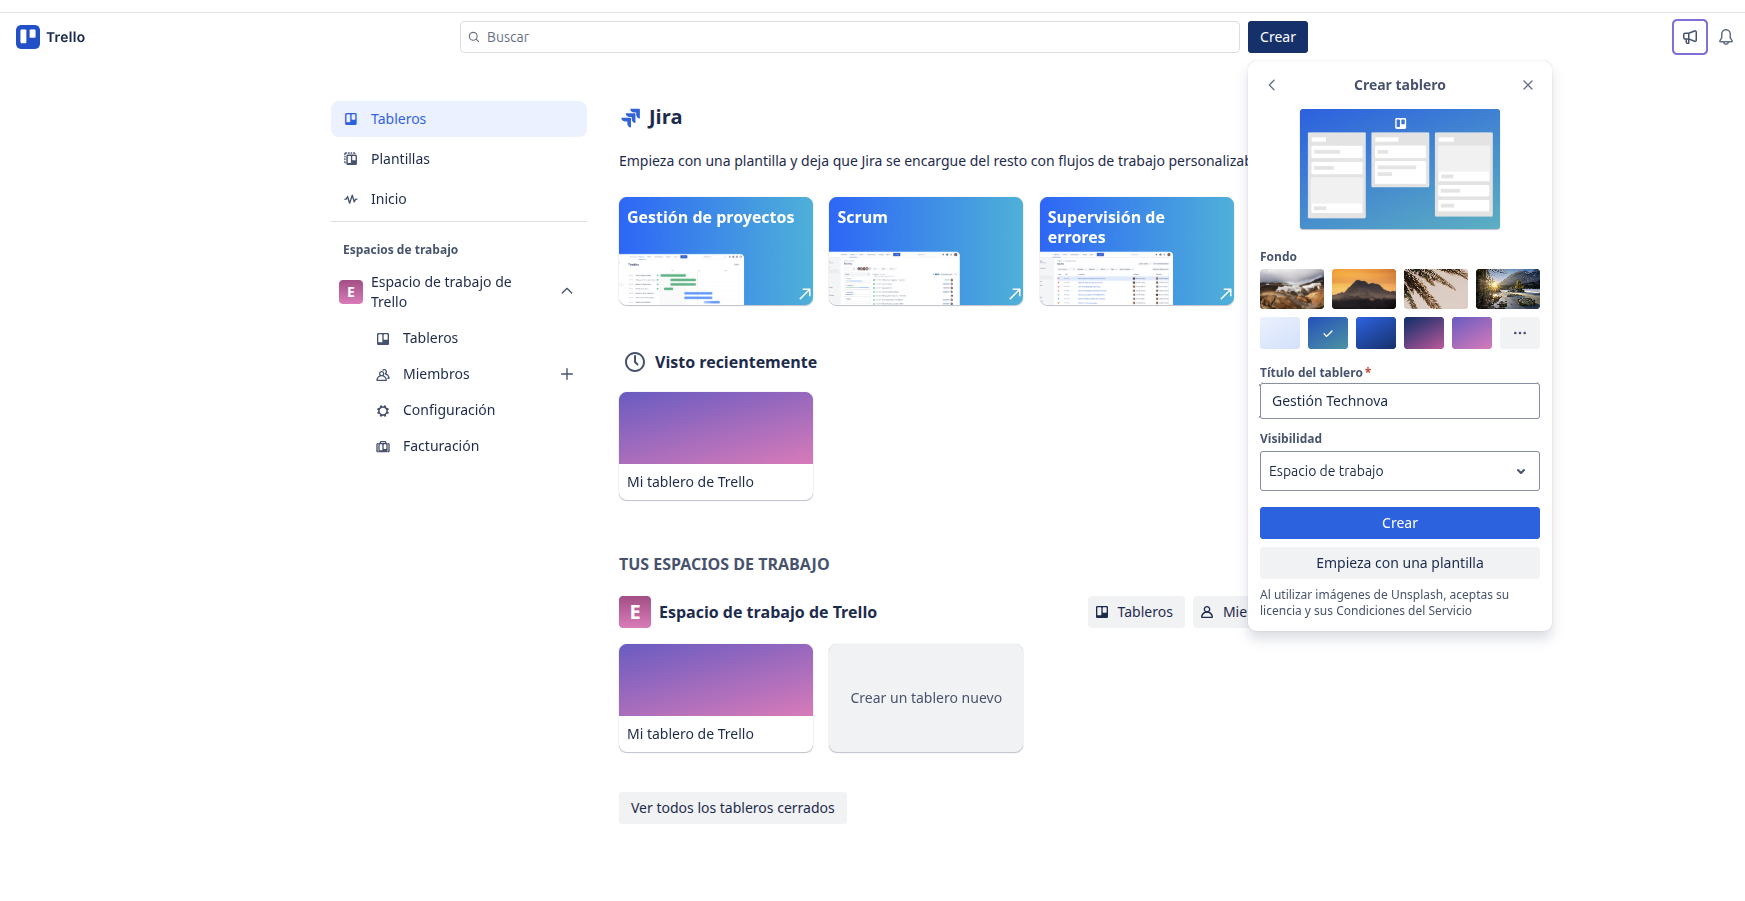 Trello
Buscar
Crear
Tableros
Plantillas
Inicio
Espacios de trabajo
E
Espacio de trabajo de
Trello
Tableros
Miembros
Configuración
Facturación
Jira
Empieza con una plantilla y deja que Jira se encargue del resto con flujos de trabajo personalizab
Gestión de proyectos
Scrum
Supervisión de
errores
Visto recientemente
Mi tablero de Trello
TUS ESPACIOS DE TRABAJO
E
Espacio de trabajo de Trello
Tableros
Mie
Mi tablero de Trello
Crear un tablero nuevo
Ver todos los tableros cerrados
Crear tablero
Fondo
Título del tablero*
Gestión Technova
Visibilidad
Espacio de trabajo
Crear
Empieza con una plantilla
Al utilizar imágenes de Unsplash, aceptas su
licencia y sus Condiciones del Servicio